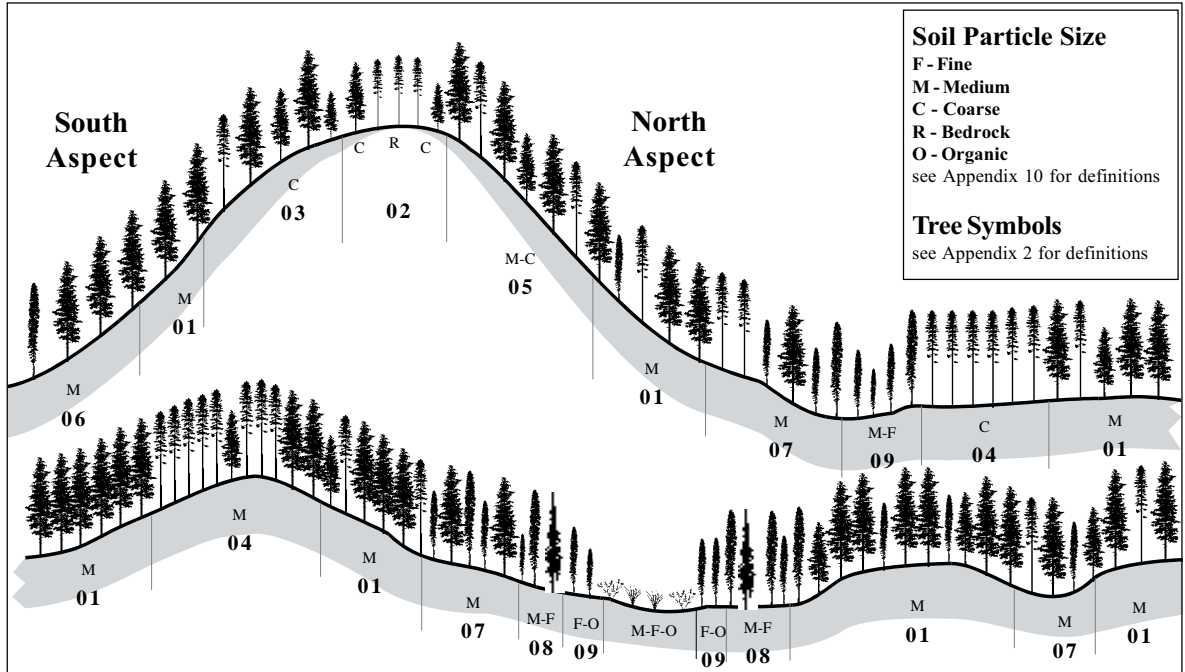 Soil Particle Size
F - Fine
M - Medium
C - Coarse
R - Bedrock
O - Organic
see Appendix 10 for definitions
Tree Symbols
see Appendix 2 for definitions
South
Aspect
North
Aspect
C R C
C
03
02
M-C
05
M
01
M
06
M
01
M
07
M-F
09
C
04
M
01
M
04
M
01
M
01
M
07
M-F
08
F-O
09
M-F-O
F-O
09
M-F
08
M
01
M
07
M
01